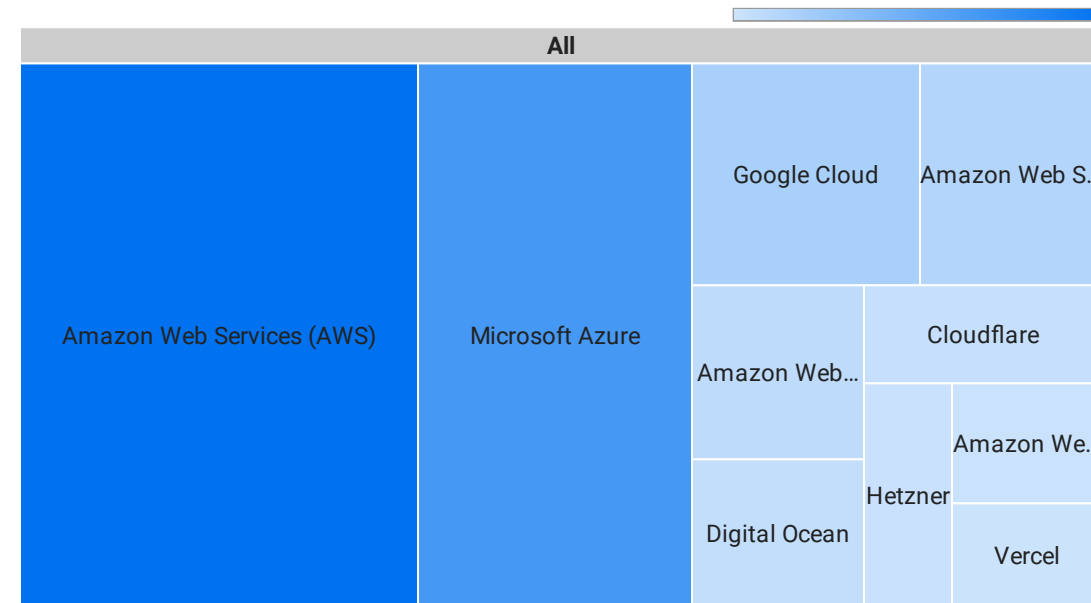 All
Amazon Web Services (AWS)
Microsoft Azure
Google Cloud
Amazon Web S.
Amazon Web...
Cloudflare
Digital Ocean
Hetzner
Amazon We.
Vercel